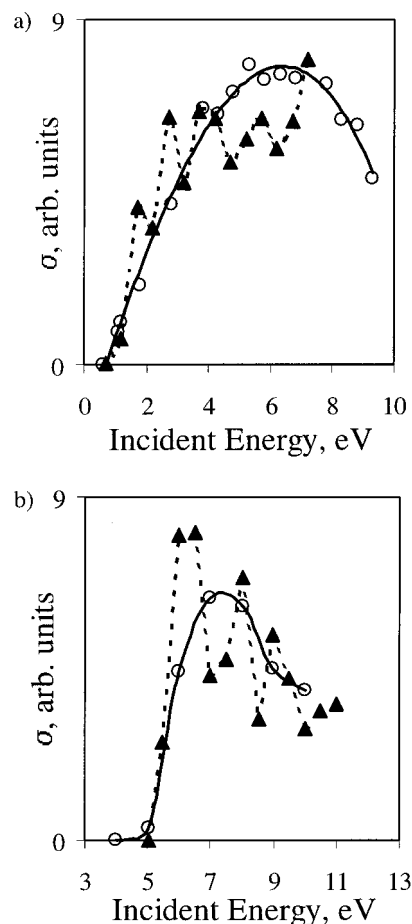 a)
9
σ, arb. units
0
0 2 4 6 8 10
Incident Energy, eV
b)
9
σ, arb. units
0
3 5 7 9 11 13
Incident Energy, eV